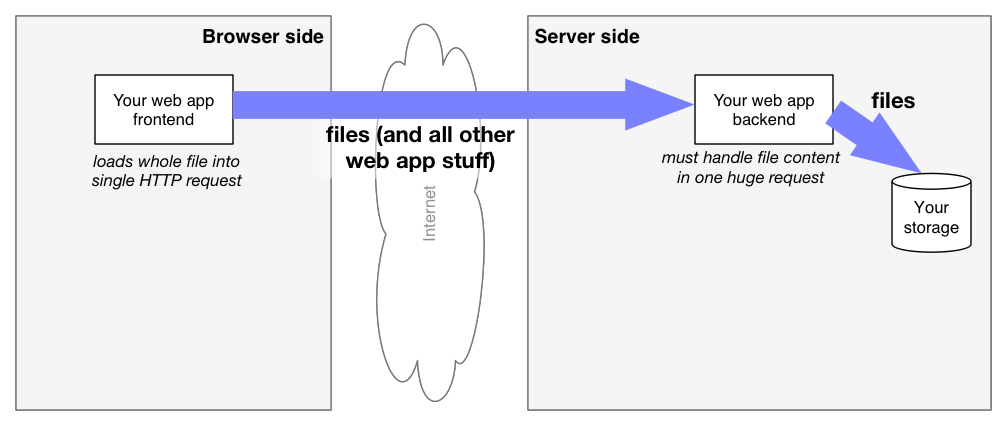 Browser side
Server side
Your web app
frontend
loads whole file into
single HTTP request
files (and all other
web app stuff)
Internet
Your web app
backend
must handle file content
in one huge request
files
Your
storage